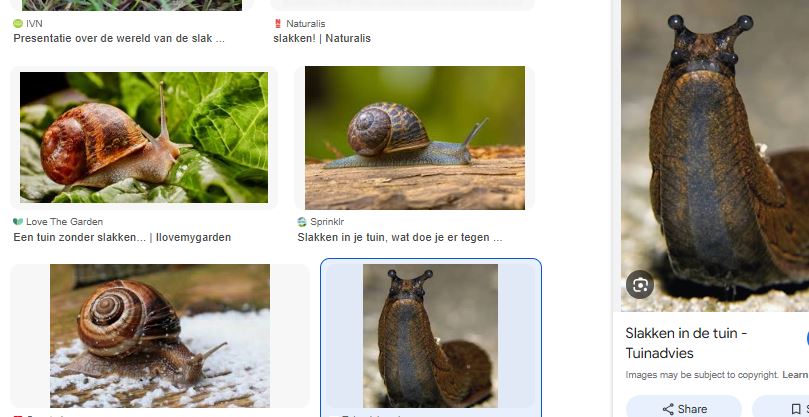 IVN
Presentatie over de wereld van de slak ...
Naturalis
slakken! | Naturalis
Love The Garden
Een tuin zonder slakken... | Ilovemygarden
Sprinklr
Slakken in je tuin, wat doe je er tegen ...
Slakken in de tuin -
Tuinadvies
Images may be subject to copyright. Learn
Share